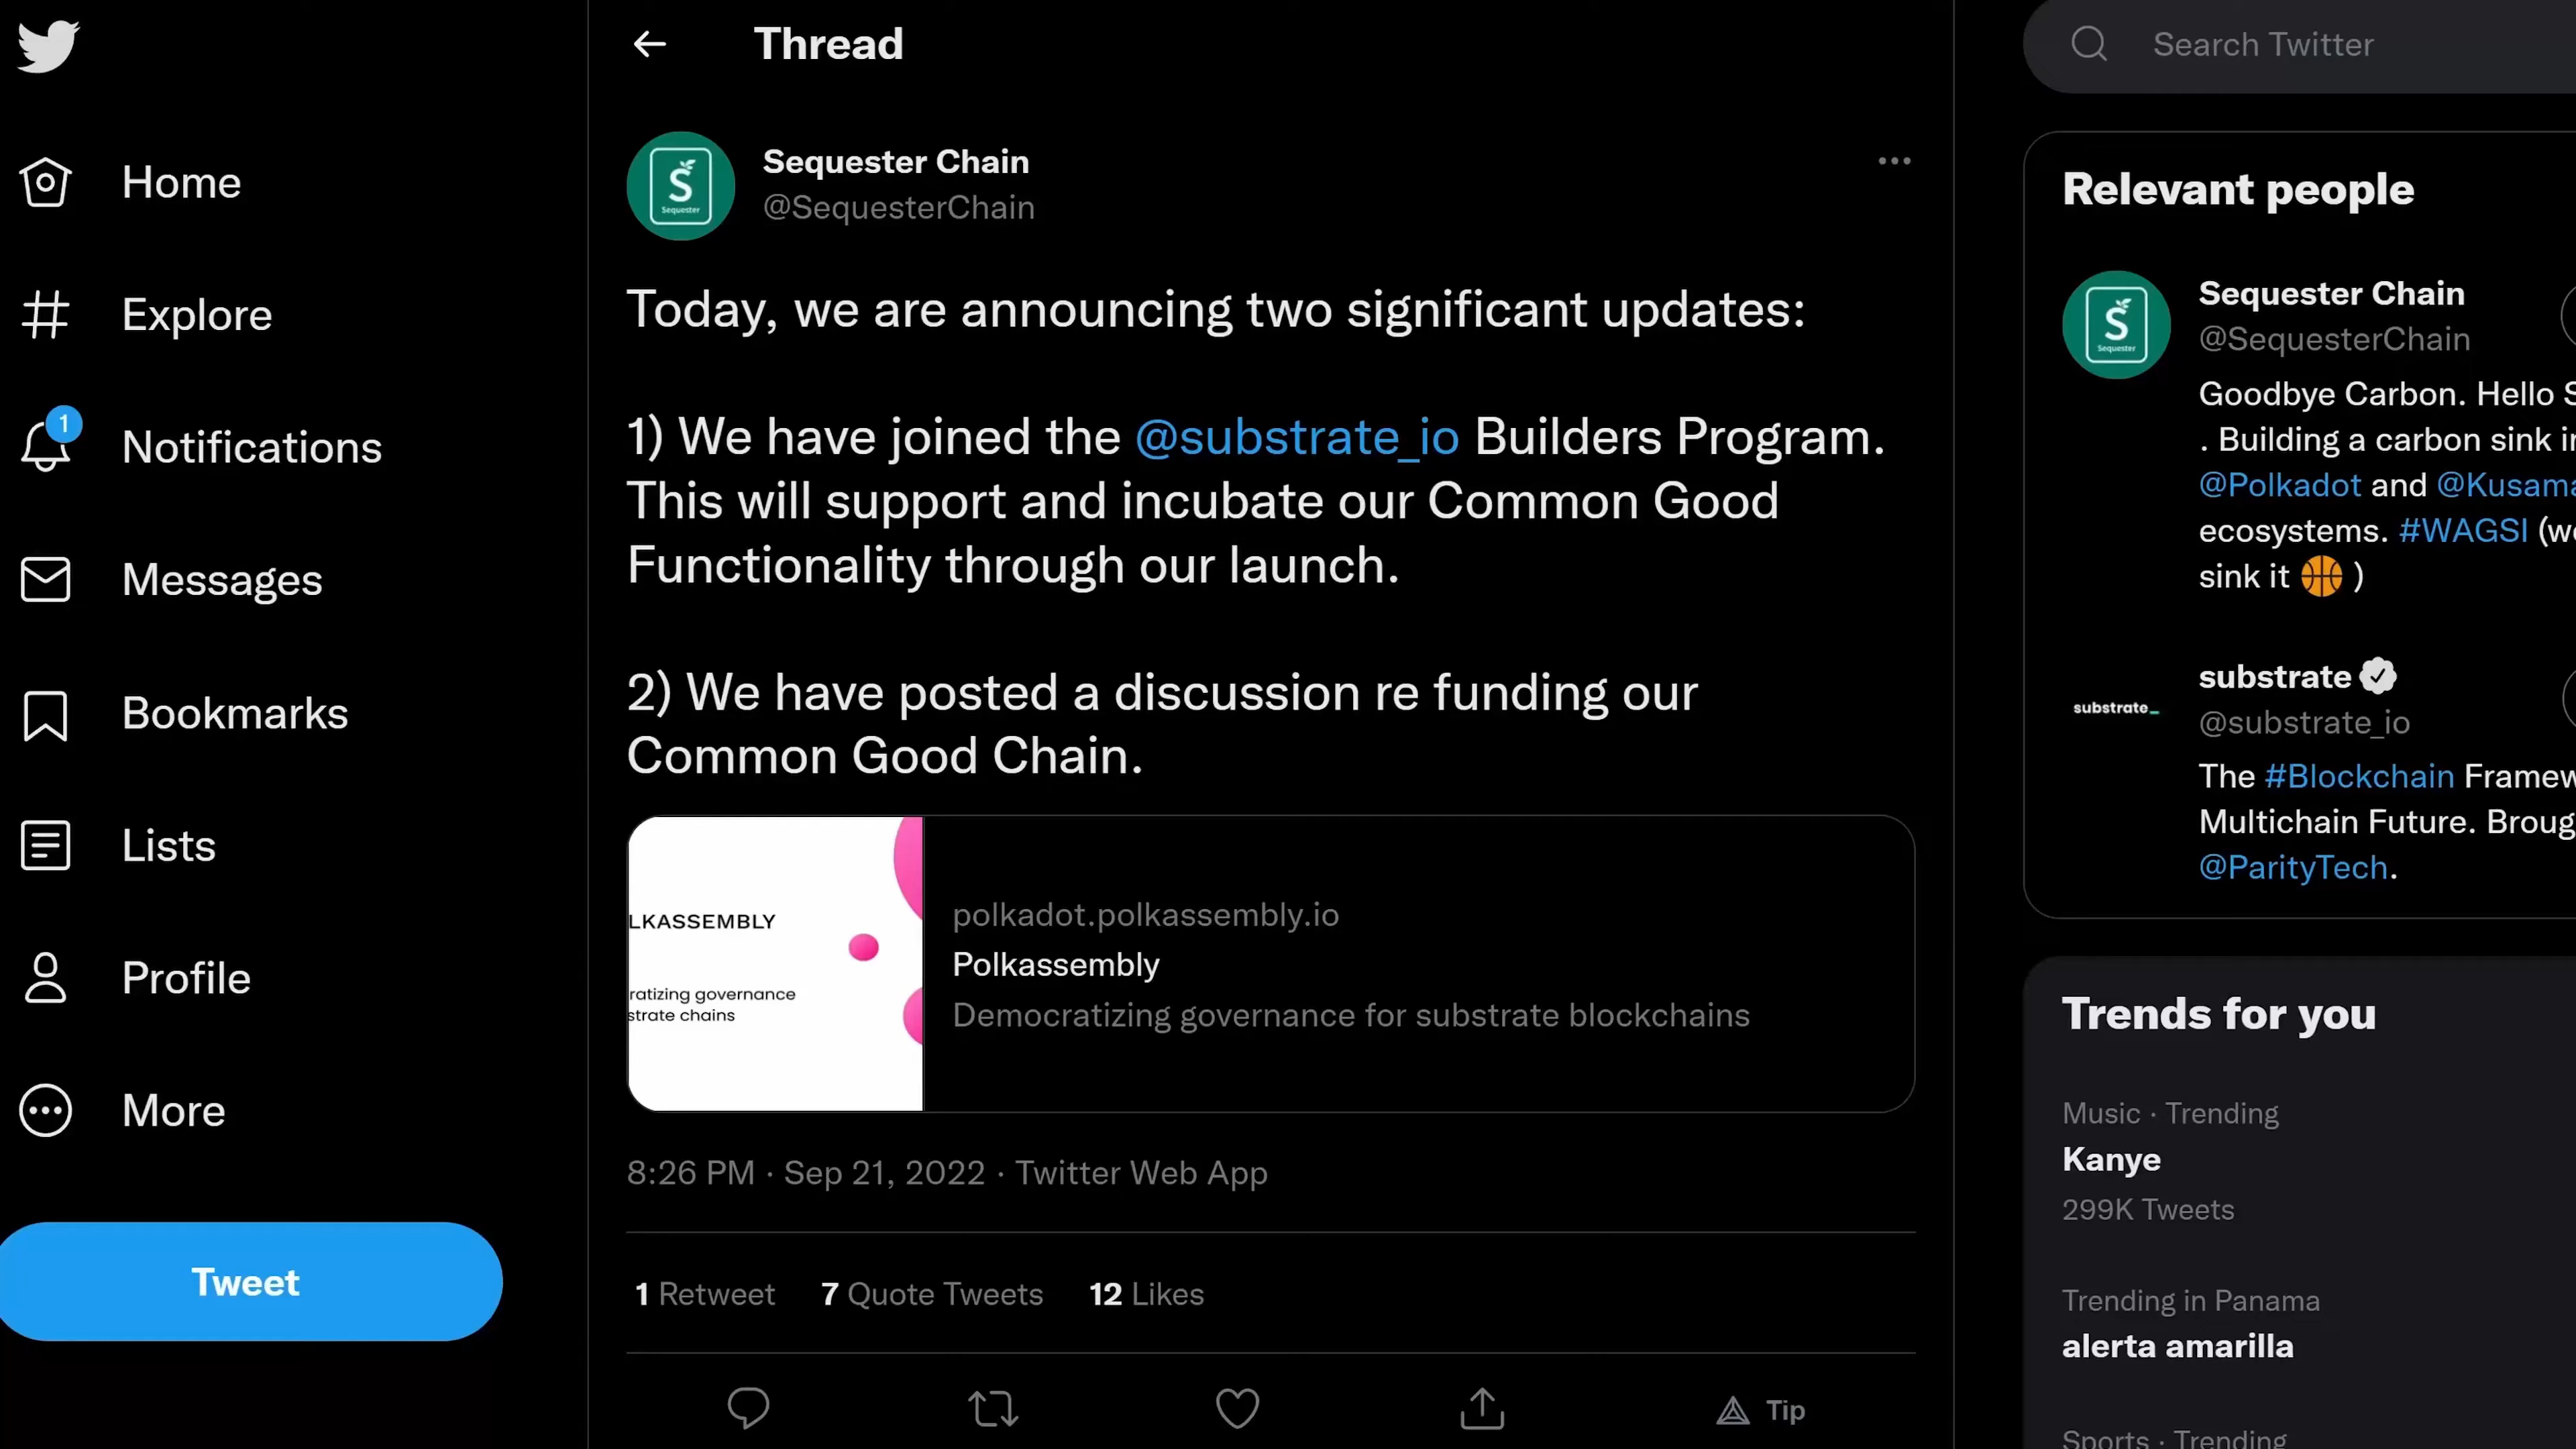 Home
Explore
1
Notifications
Messages
Bookmarks
Lists
Profile
More
Tweet
Thread
S
Sequester
Sequester Chain
@SequesterChain
Today, we are announcing two significant updates:
1) We have joined the @substrate_io Builders Program.
This will support and incubate our Common Good
Functionality through our launch.
2) We have posted a discussion re funding our
Common Good Chain.
LKASSEMBLY
ratizing governance
strate chains
polkadot.polkassembly.io
Polkassembly
Democratizing governance for substrate blockchains
8:26 PM · Sep 21, 2022 · Twitter Web App
1 Retweet 7 Quote Tweets 12 Likes
Tip
Search Twitter
Relevant people
S
Sequester
Sequester Chain
@SequesterChain
Goodbye Carbon. Hello S
. Building a carbon sink in
@Polkadot and @Kusama
ecosystems. #WAGSI (we
sink it 🏀 )
substrate_
substrate
@substrate_io
The #Blockchain Framew
Multichain Future. Broug
@ParityTech.
Trends for you
Music · Trending
Kanye
299K Tweets
Trending in Panama
alerta amarilla
Sports · Trending